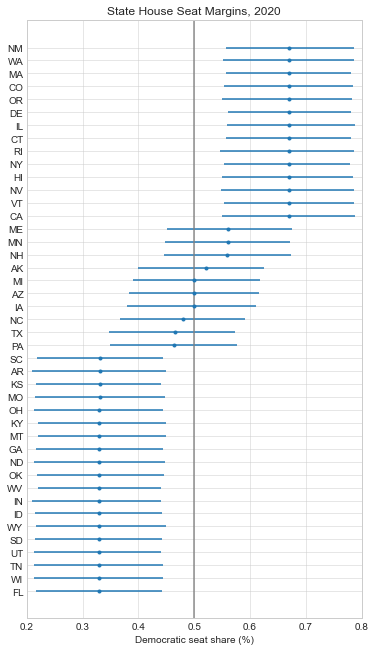 State House Seat Margins, 2020
NM
WA
MA
CO
OR
DE
IL
CT
RI
NY
HI
NV
VT
CA
ME
MN
NH
AK
MI
AZ
IA
NC
TX
PA
SC
AR
KS
MO
OH
KY
MT
GA
ND
OK
WV
IN
ID
WY
SD
UT
TN
WI
FL
0.2 0.3 0.4 0.5 0.6 0.7 0.8
Democratic seat share (%)